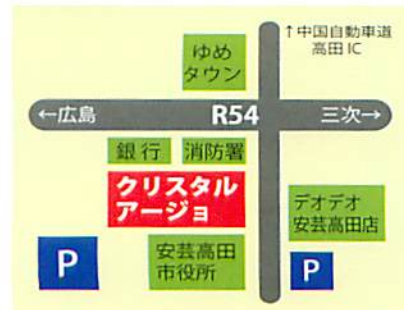 ↑中国自動車道
高田 IC
ゆめ
タウン
←広島
R54
三次→
銀行
消防署
クリスタル
アージョ
デオデオ
安芸高田店
P
安芸高田
市役所
P